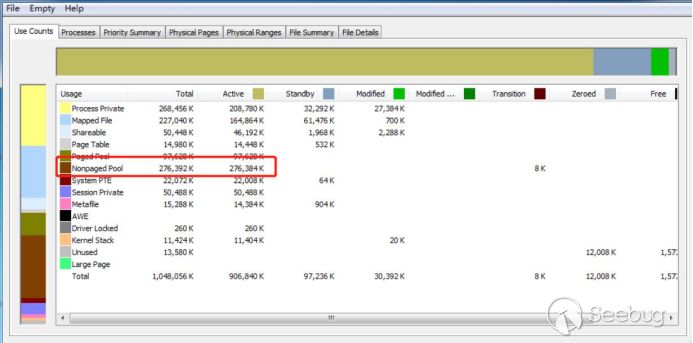 File Empty Help
Use Counts Processes Priority Summary Physical Pages Physical Ranges File Summary File Details
Usage Total Active Standby Modified Modified ... Transition Zeroed Free
Process Private 268,456 K 208,780 K 32,292 K 27,384 K
Mapped File 227,040 K 164,864 K 61,476 K 700 K
Shareable 50,448 K 46,192 K 1,968 K 2,288 K
Page Table 14,980 K 14,448 K 532 K
Paged Pool 97,628 K 97,628 K
Nonpaged Pool 276,392 K 276,384 K 8 K
System PTE 22,072 K 22,008 K 64 K
Session Private 50,488 K 50,488 K
Metafile 15,288 K 14,384 K 904 K
AWE
Driver Locked 260 K 260 K
Kernel Stack 11,424 K 11,404 K 20 K
Unused 13,580 K 12,008 K 1,57
Large Page
Total 1,048,056 K 906,840 K 97,236 K 30,392 K 8 K 12,008 K 1,57
Seebug